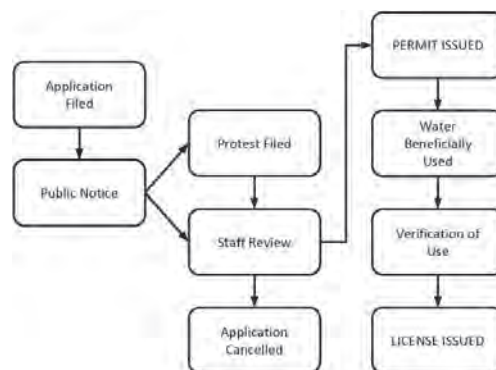 Application
Filed
Public Notice
Protest Filed
Staff Review
Application
Cancelled
PERMIT ISSUED
Water
Beneficially
Used
Verification of
Use
LICENSE ISSUED